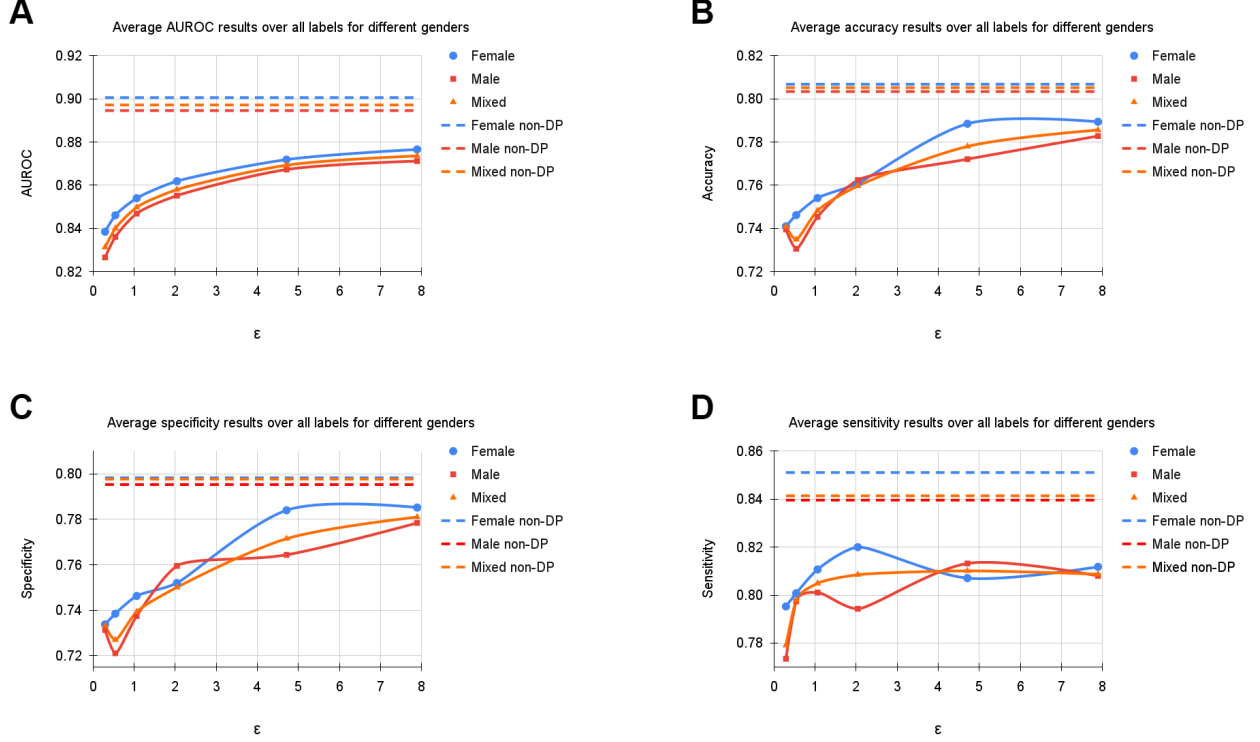 A
Average AUROC results over all labels for different genders
AUROC
0.92
0.90
0.88
0.86
0.84
0.82
0 1 2 3 4 5 6 7 8
ε
Female
Male
Mixed
Female non-DP
Male non-DP
Mixed non-DP
B
Average accuracy results over all labels for different genders
Accuracy
0.82
0.80
0.78
0.76
0.74
0.72
0 1 2 3 4 5 6 7 8
ε
Female
Male
Mixed
Female non-DP
Male non-DP
Mixed non-DP
C
Average specificity results over all labels for different genders
Specificity
0.80
0.78
0.76
0.74
0.72
0 1 2 3 4 5 6 7 8
ε
Female
Male
Mixed
Female non-DP
Male non-DP
Mixed non-DP
D
Average sensitivity results over all labels for different genders
Sensitivity
0.86
0.84
0.82
0.80
0.78
0 1 2 3 4 5 6 7 8
ε
Female
Male
Mixed
Female non-DP
Male non-DP
Mixed non-DP